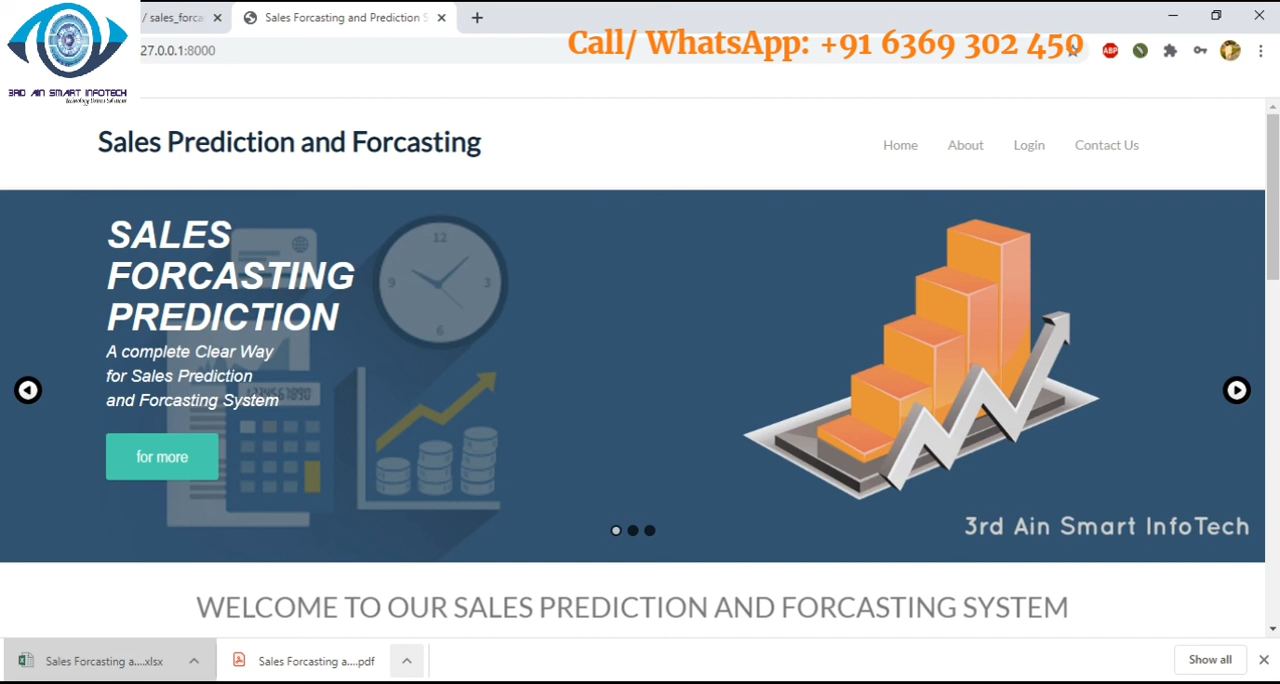 / sales_forca
Sales Forcasting and Prediction S
27.0.0.1:8000
Call/ WhatsApp: +91 6369 302 450
ABP
3RD AIN SMART INFOTECH
Sales Prediction and Forcasting
Home
About
Login
Contact Us
SALES
FORCASTING
PREDICTION
A complete Clear Way
for Sales Prediction
and Forcasting System
for more
12
3
6
9
1234567890
3rd Ain Smart InfoTech
WELCOME TO OUR SALES PREDICTION AND FORCASTING SYSTEM
Sales Forcasting a....xlsx
Sales Forcasting a....pdf
Show all